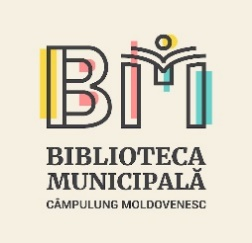 BM
BIBLIOTECA
MUNICIPALĂ
CÂMPULUNG MOLDOVENESC